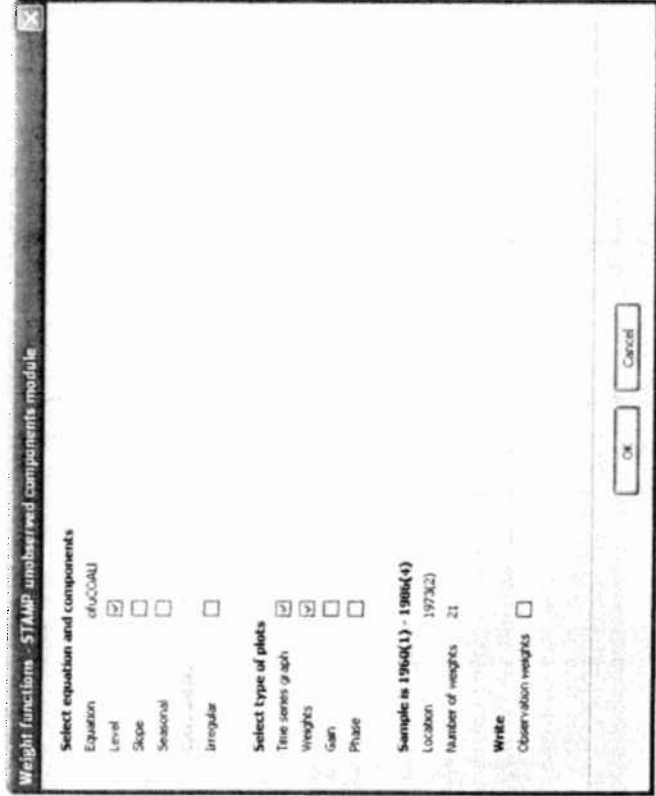 Weight functions - STAMP unobserved components module
Select equation and components
Equation ofuCOALl
Level
Slope
Seasonal
Irregular
Select type of plots
Time series graph
Weights
Gain
Phase
Sample is 1960(1) - 1986(4)
Location 1973(2)
Number of weights 21
Write
Observation weights
OK Cancel